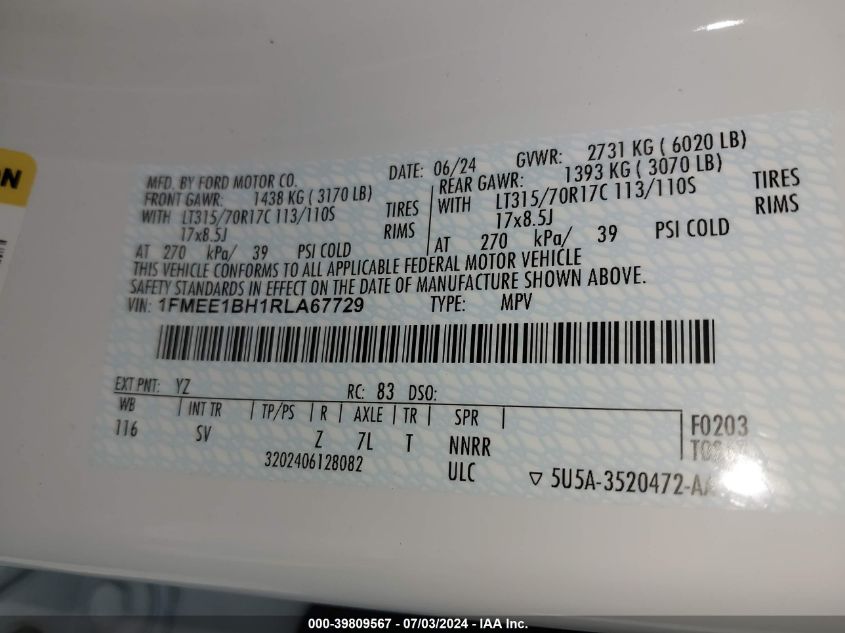 ON
MFD. BY FORD MOTOR CO.
DATE: 06/24
GVWR: 2731 KG ( 6020 LB)
FRONT GAWR: 1438 KG ( 3170 LB)
WITH LT315/70R17C 113/110S TIRES
17x8.5J RIMS
AT 270 kPa/ 39 PSI COLD
REAR GAWR: 1393 KG ( 3070 LB)
WITH LT315/70R17C 113/110S TIRES
17x8.5J RIMS
AT 270 kPa/ 39 PSI COLD
THIS VEHICLE CONFORMS TO ALL APPLICABLE FEDERAL MOTOR VEHICLE
SAFETY STANDARDS IN EFFECT ON THE DATE OF MANUFACTURE SHOWN ABOVE.
VIN: 1FMEE1BH1RLA67729 TYPE: MPV
EXT PNT: YZ RC: 83 DSO:
WB INT TR TP/PS R AXLE TR SPR
116 SV Z 7L T NNRR
F0203
3202406128082 ULC
▽ 5U5A-3520472-AA
000-39809567 / 07/03/2024 - IAA Inc.